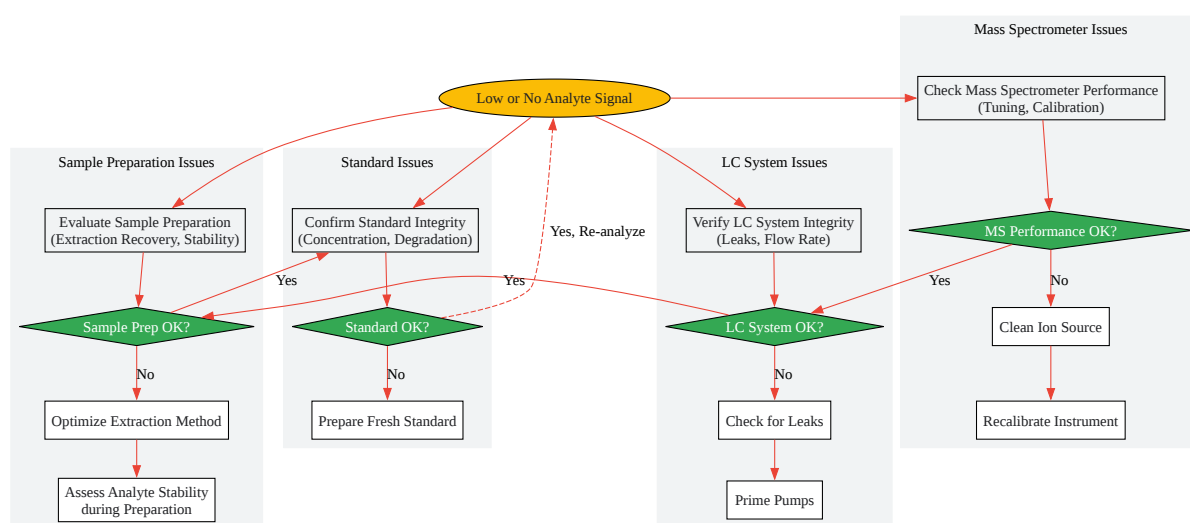 Mass Spectrometer Issues
Check Mass Spectrometer Performance
(Tuning, Calibration)
Low or No Analyte Signal
Sample Preparation Issues
Standard Issues
LC System Issues
Evaluate Sample Preparation
(Extraction Recovery, Stability)
Confirm Standard Integrity
(Concentration, Degradation)
Yes, Re-analyze
Verify LC System Integrity
(Leaks, Flow Rate)
MS Performance OK?
Yes
Yes
Yes
No
Sample Prep OK?
Standard OK?
LC System OK?
Clean Ion Source
No
No
No
Optimize Extraction Method
Prepare Fresh Standard
Check for Leaks
Recalibrate Instrument
Assess Analyte Stability
during Preparation
Prime Pumps